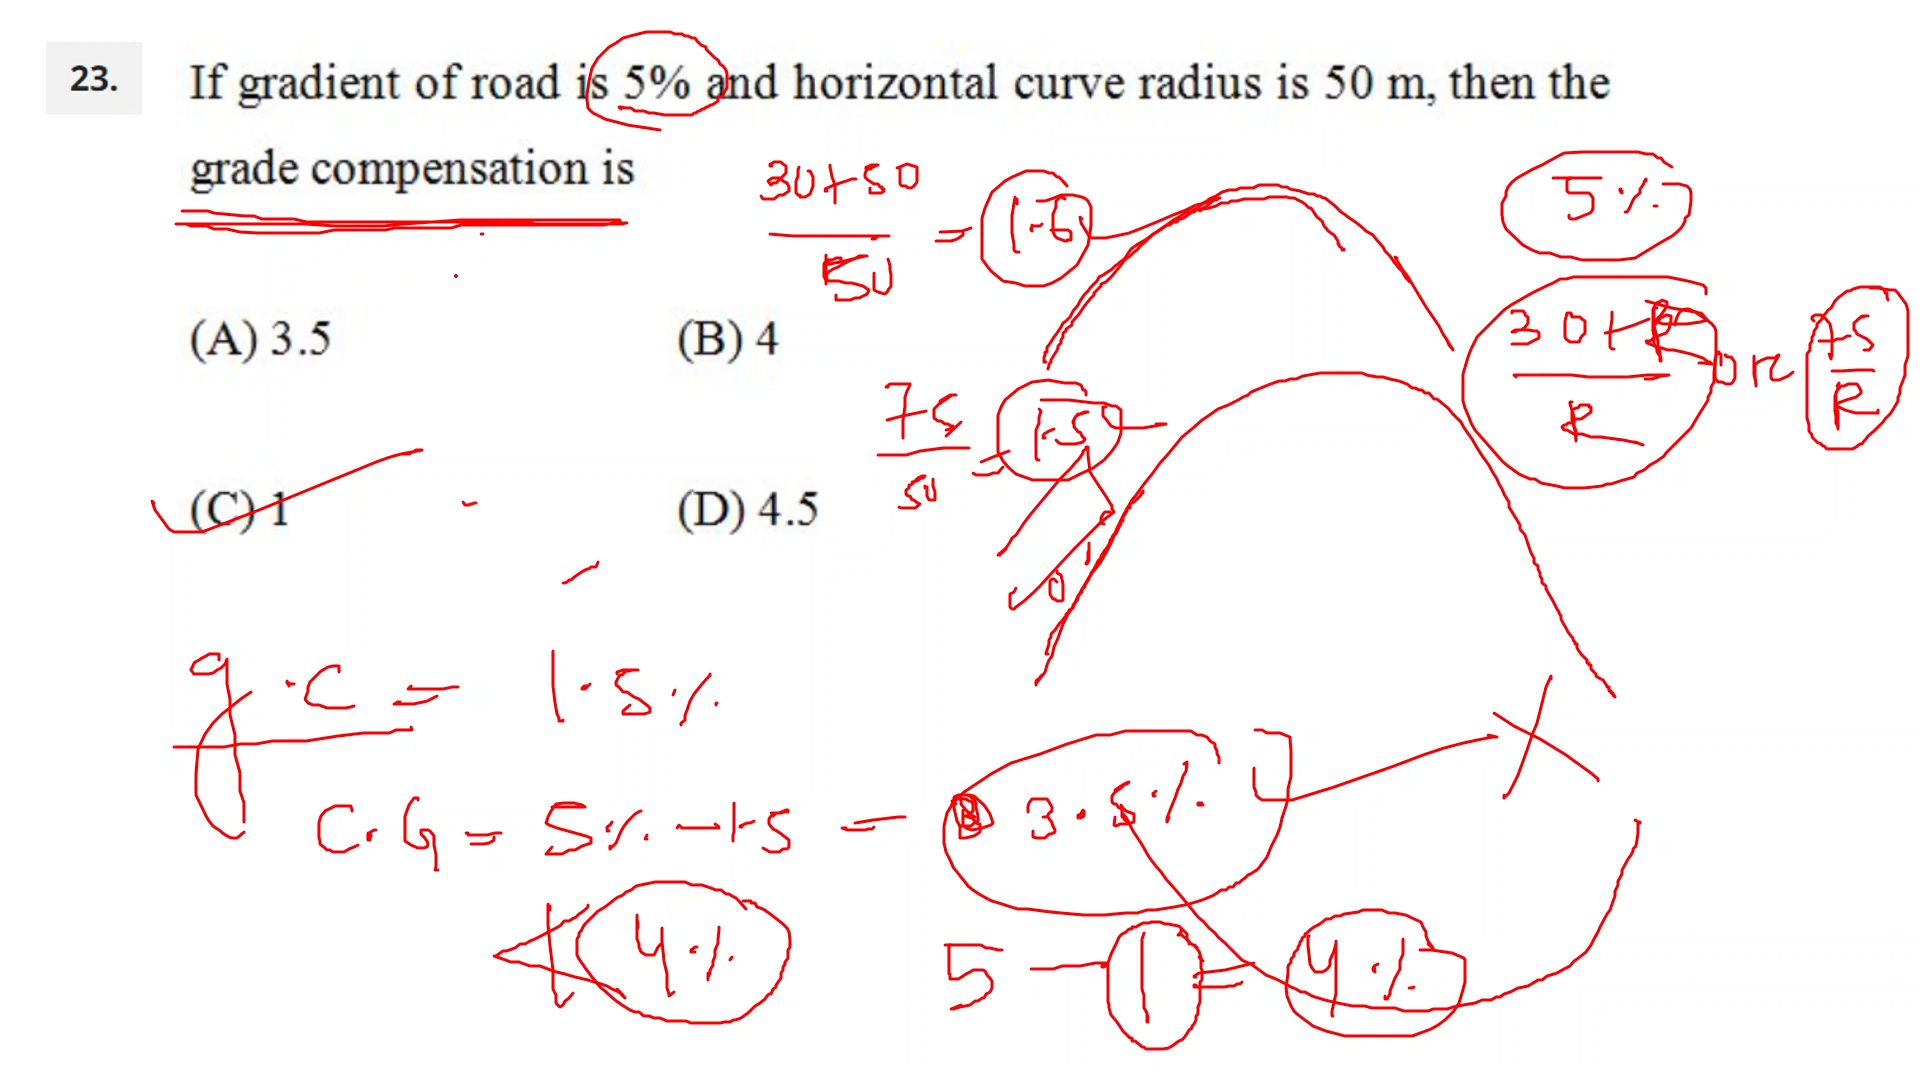 23. If gradient of road is 5% and horizontal curve radius is 50 m, then the
grade compensation is
30+50
50
= 1.6
5%
(A) 3.5 (B) 4
30+R
R
or
75
R
75
50
= 1.5
(C) 1 (D) 4.5
g.c = 1.5%
C.G = 5% - 1.5 = 3.5%
4%
5 - 1 = 4%